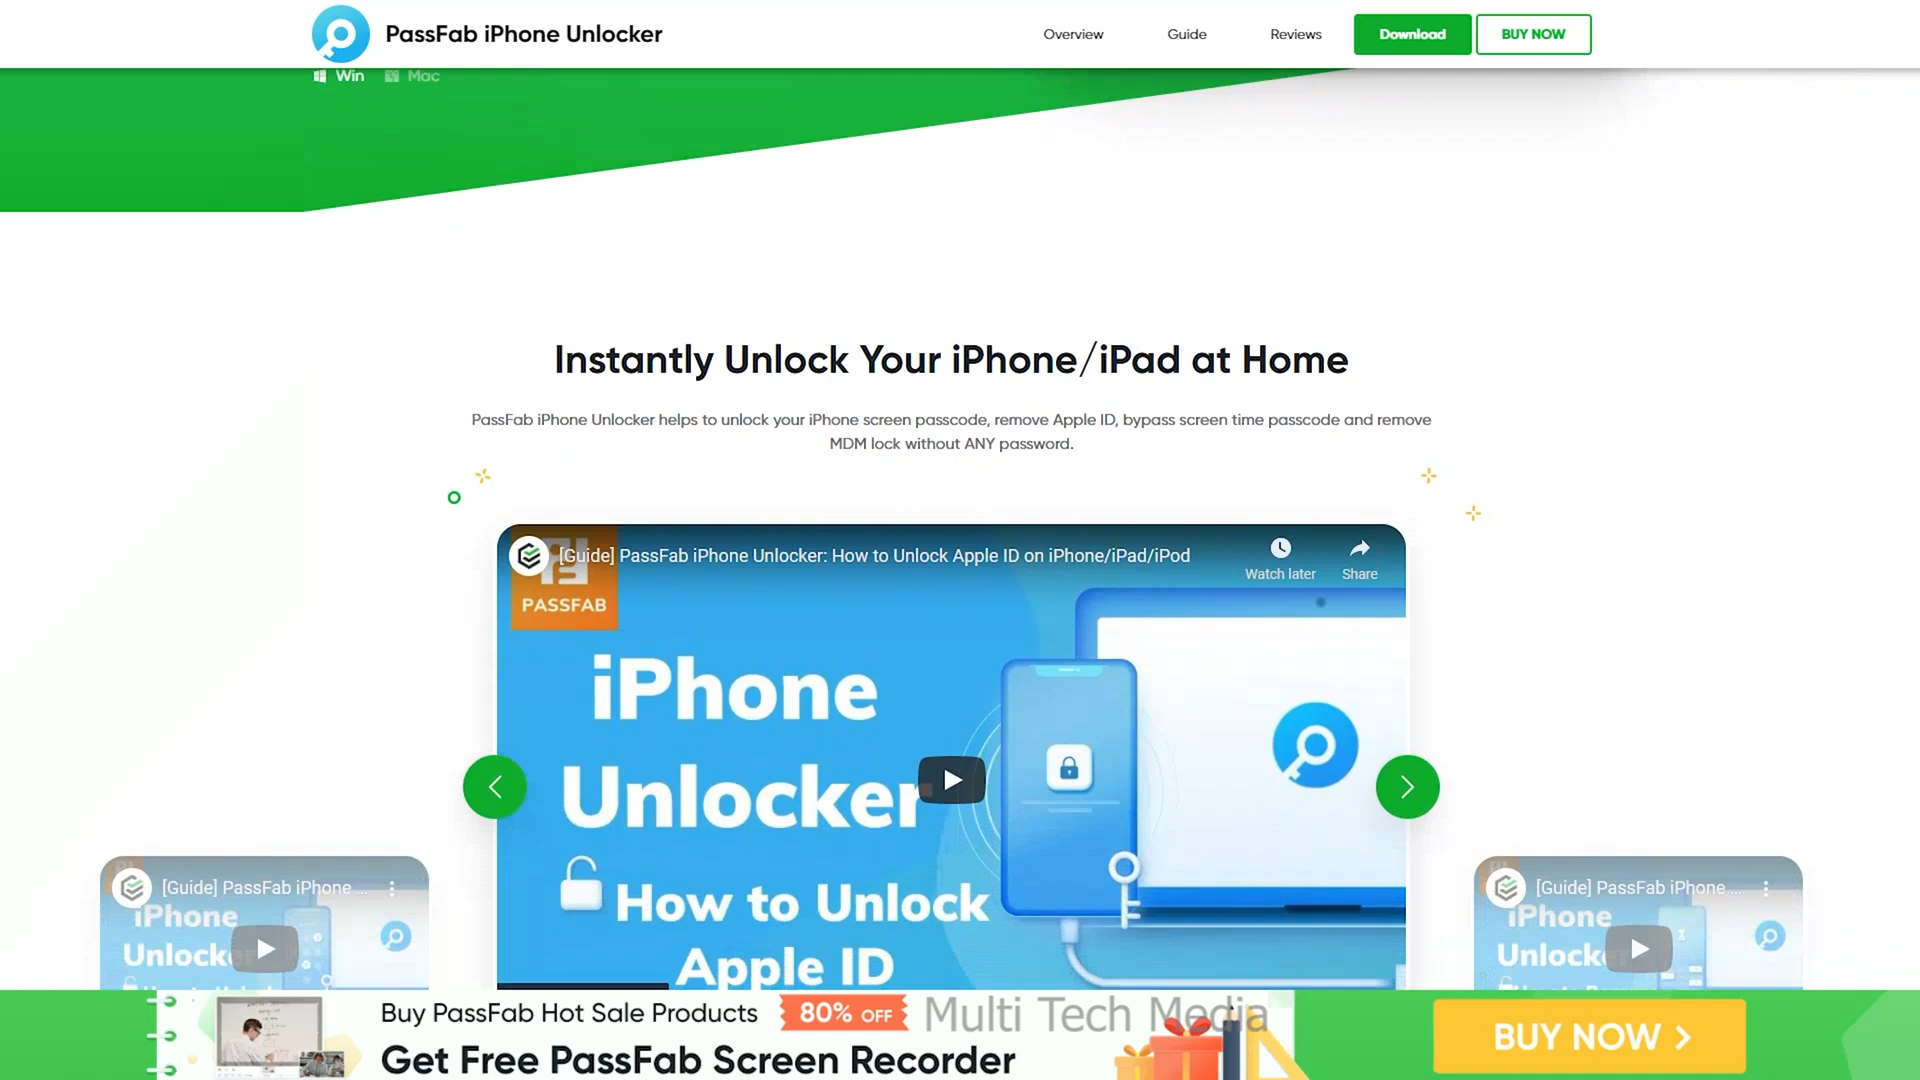 PassFab iPhone Unlocker
Overview
Guide
Reviews
Download
BUY NOW
Win
Mac
Instantly Unlock Your iPhone/iPad at Home
PassFab iPhone Unlocker helps to unlock your iPhone screen passcode, remove Apple ID, bypass screen time passcode and remove
MDM lock without ANY password.
[Guide] PassFab iPhone Unlocker: How to Unlock Apple ID on iPhone/iPad/iPod
Watch later
Share
PASSFAB
iPhone
Unlocker
How to Unlock
Apple ID
[Guide] PassFab iPhone ...
iPhone
[Guide] PassFab iPhone ...
iPhone
Buy PassFab Hot Sale Products
80% OFF
Multi Tech Media
Get Free PassFab Screen Recorder
BUY NOW